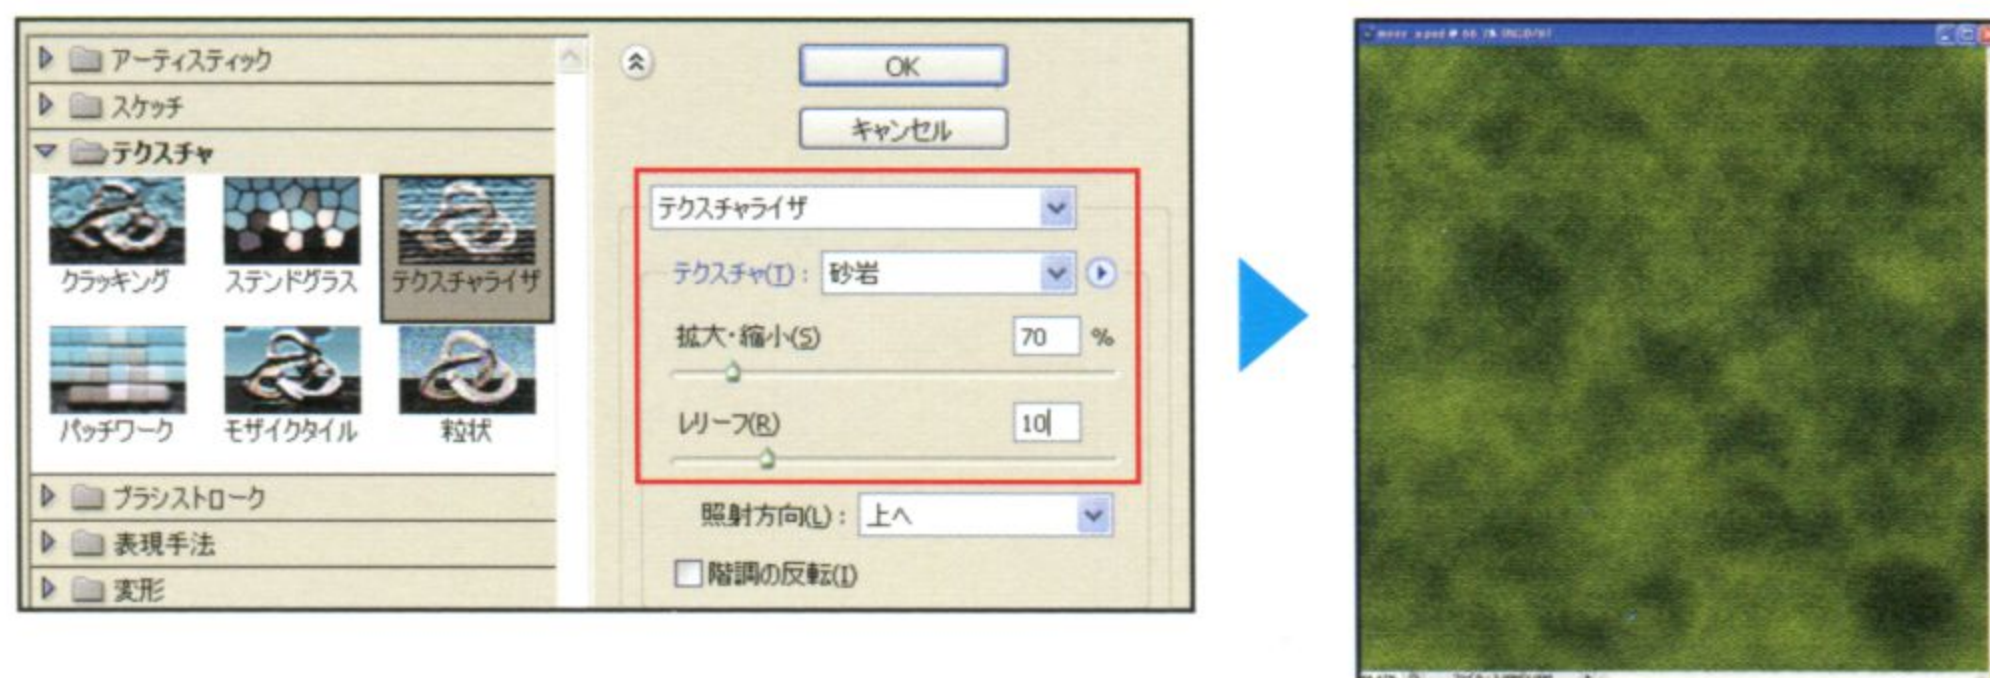 アーティスティック
スケッチ
テクスチャ
クラッキング ステンドグラス テクスチャライザ
パッチワーク モザイクタイル 粒状
ブラシストローク
表現手法
変形
OK
キャンセル
テクスチャライザ
テクスチャ(T): 砂岩
拡大・縮小(S) 70 %
レリーフ(R) 10
照射方向(L): 上へ
階調の反転(I)